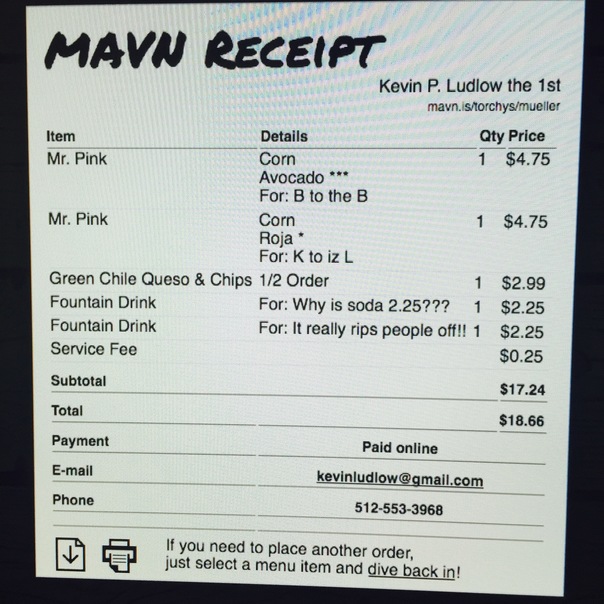 MAVN RECEIPT
Kevin P. Ludlow the 1st
mavn.is/torchys/mueller
Item Details Qty Price
Mr. Pink Corn 1 $4.75
Avocado ***
For: B to the B
Mr. Pink Corn 1 $4.75
Roja *
For: K to iz L
Green Chile Queso & Chips 1/2 Order 1 $2.99
Fountain Drink For: Why is soda 2.25??? 1 $2.25
Fountain Drink For: It really rips people off!! 1 $2.25
Service Fee $0.25
Subtotal $17.24
Total $18.66
Payment Paid online
E-mail kevinludlow@gmail.com
Phone 512-553-3968
If you need to place another order,
just select a menu item and dive back in!